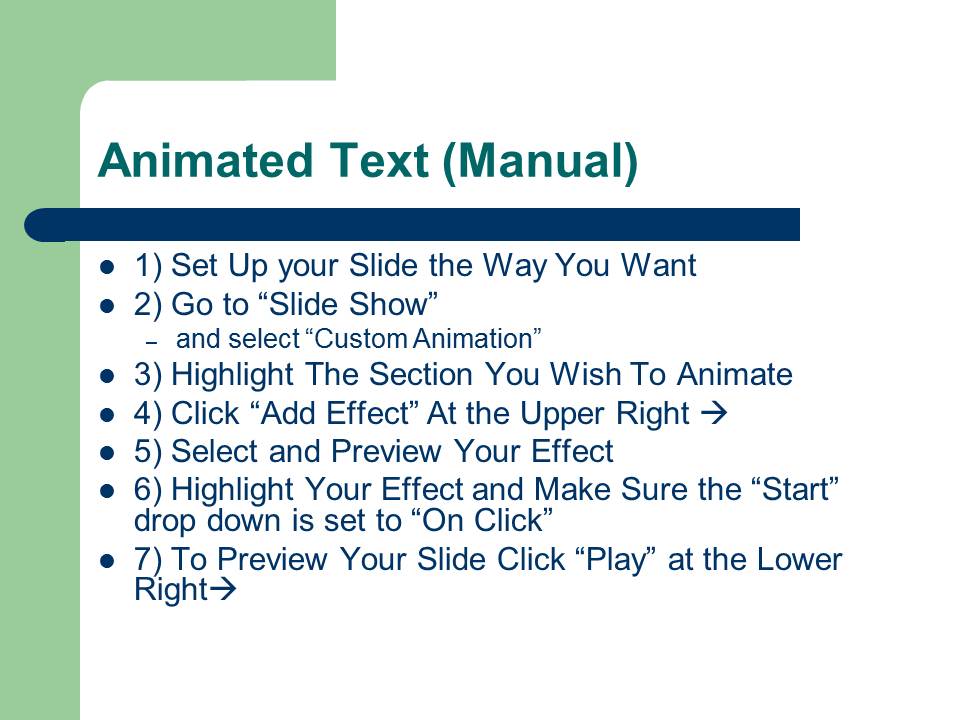 Animated Text (Manual)
● 1) Set Up your Slide the Way You Want
● 2) Go to “Slide Show”
– and select “Custom Animation”
● 3) Highlight The Section You Wish To Animate
● 4) Click “Add Effect” At the Upper Right →
● 5) Select and Preview Your Effect
● 6) Highlight Your Effect and Make Sure the “Start”
drop down is set to “On Click”
● 7) To Preview Your Slide Click “Play” at the Lower
Right→